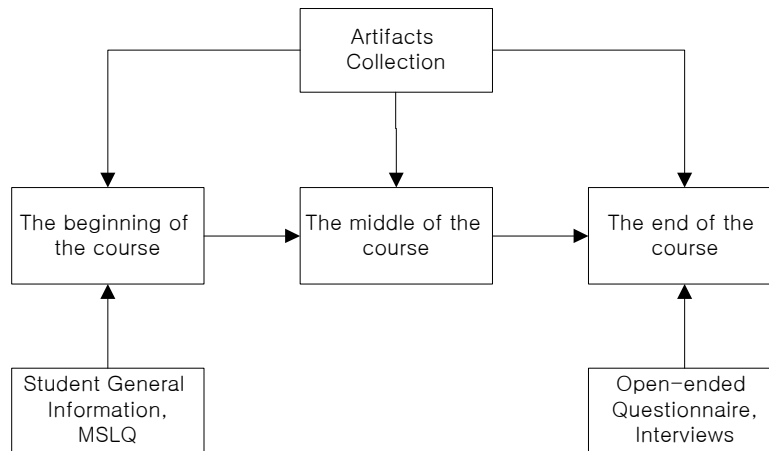 Artifacts
Collection
The beginning of
the course
The middle of the
course
The end of the
course
Student General
Information,
MSLQ
Open-ended
Questionnaire,
Interviews